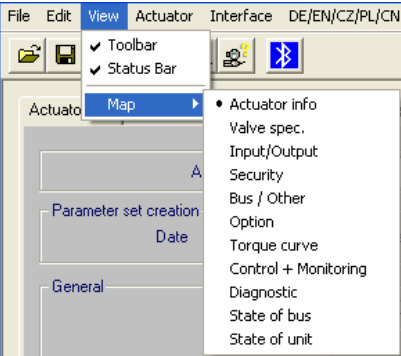 File Edit View Actuator Interface DE/EN/CZ/PL/CN
Toolbar
Status Bar
Map
Actuator info
Valve spec.
Input/Output
Security
Bus / Other
Option
Torque curve
Control + Monitoring
Diagnostic
State of bus
State of unit
Actuato
A
Parameter set creation
Date
General